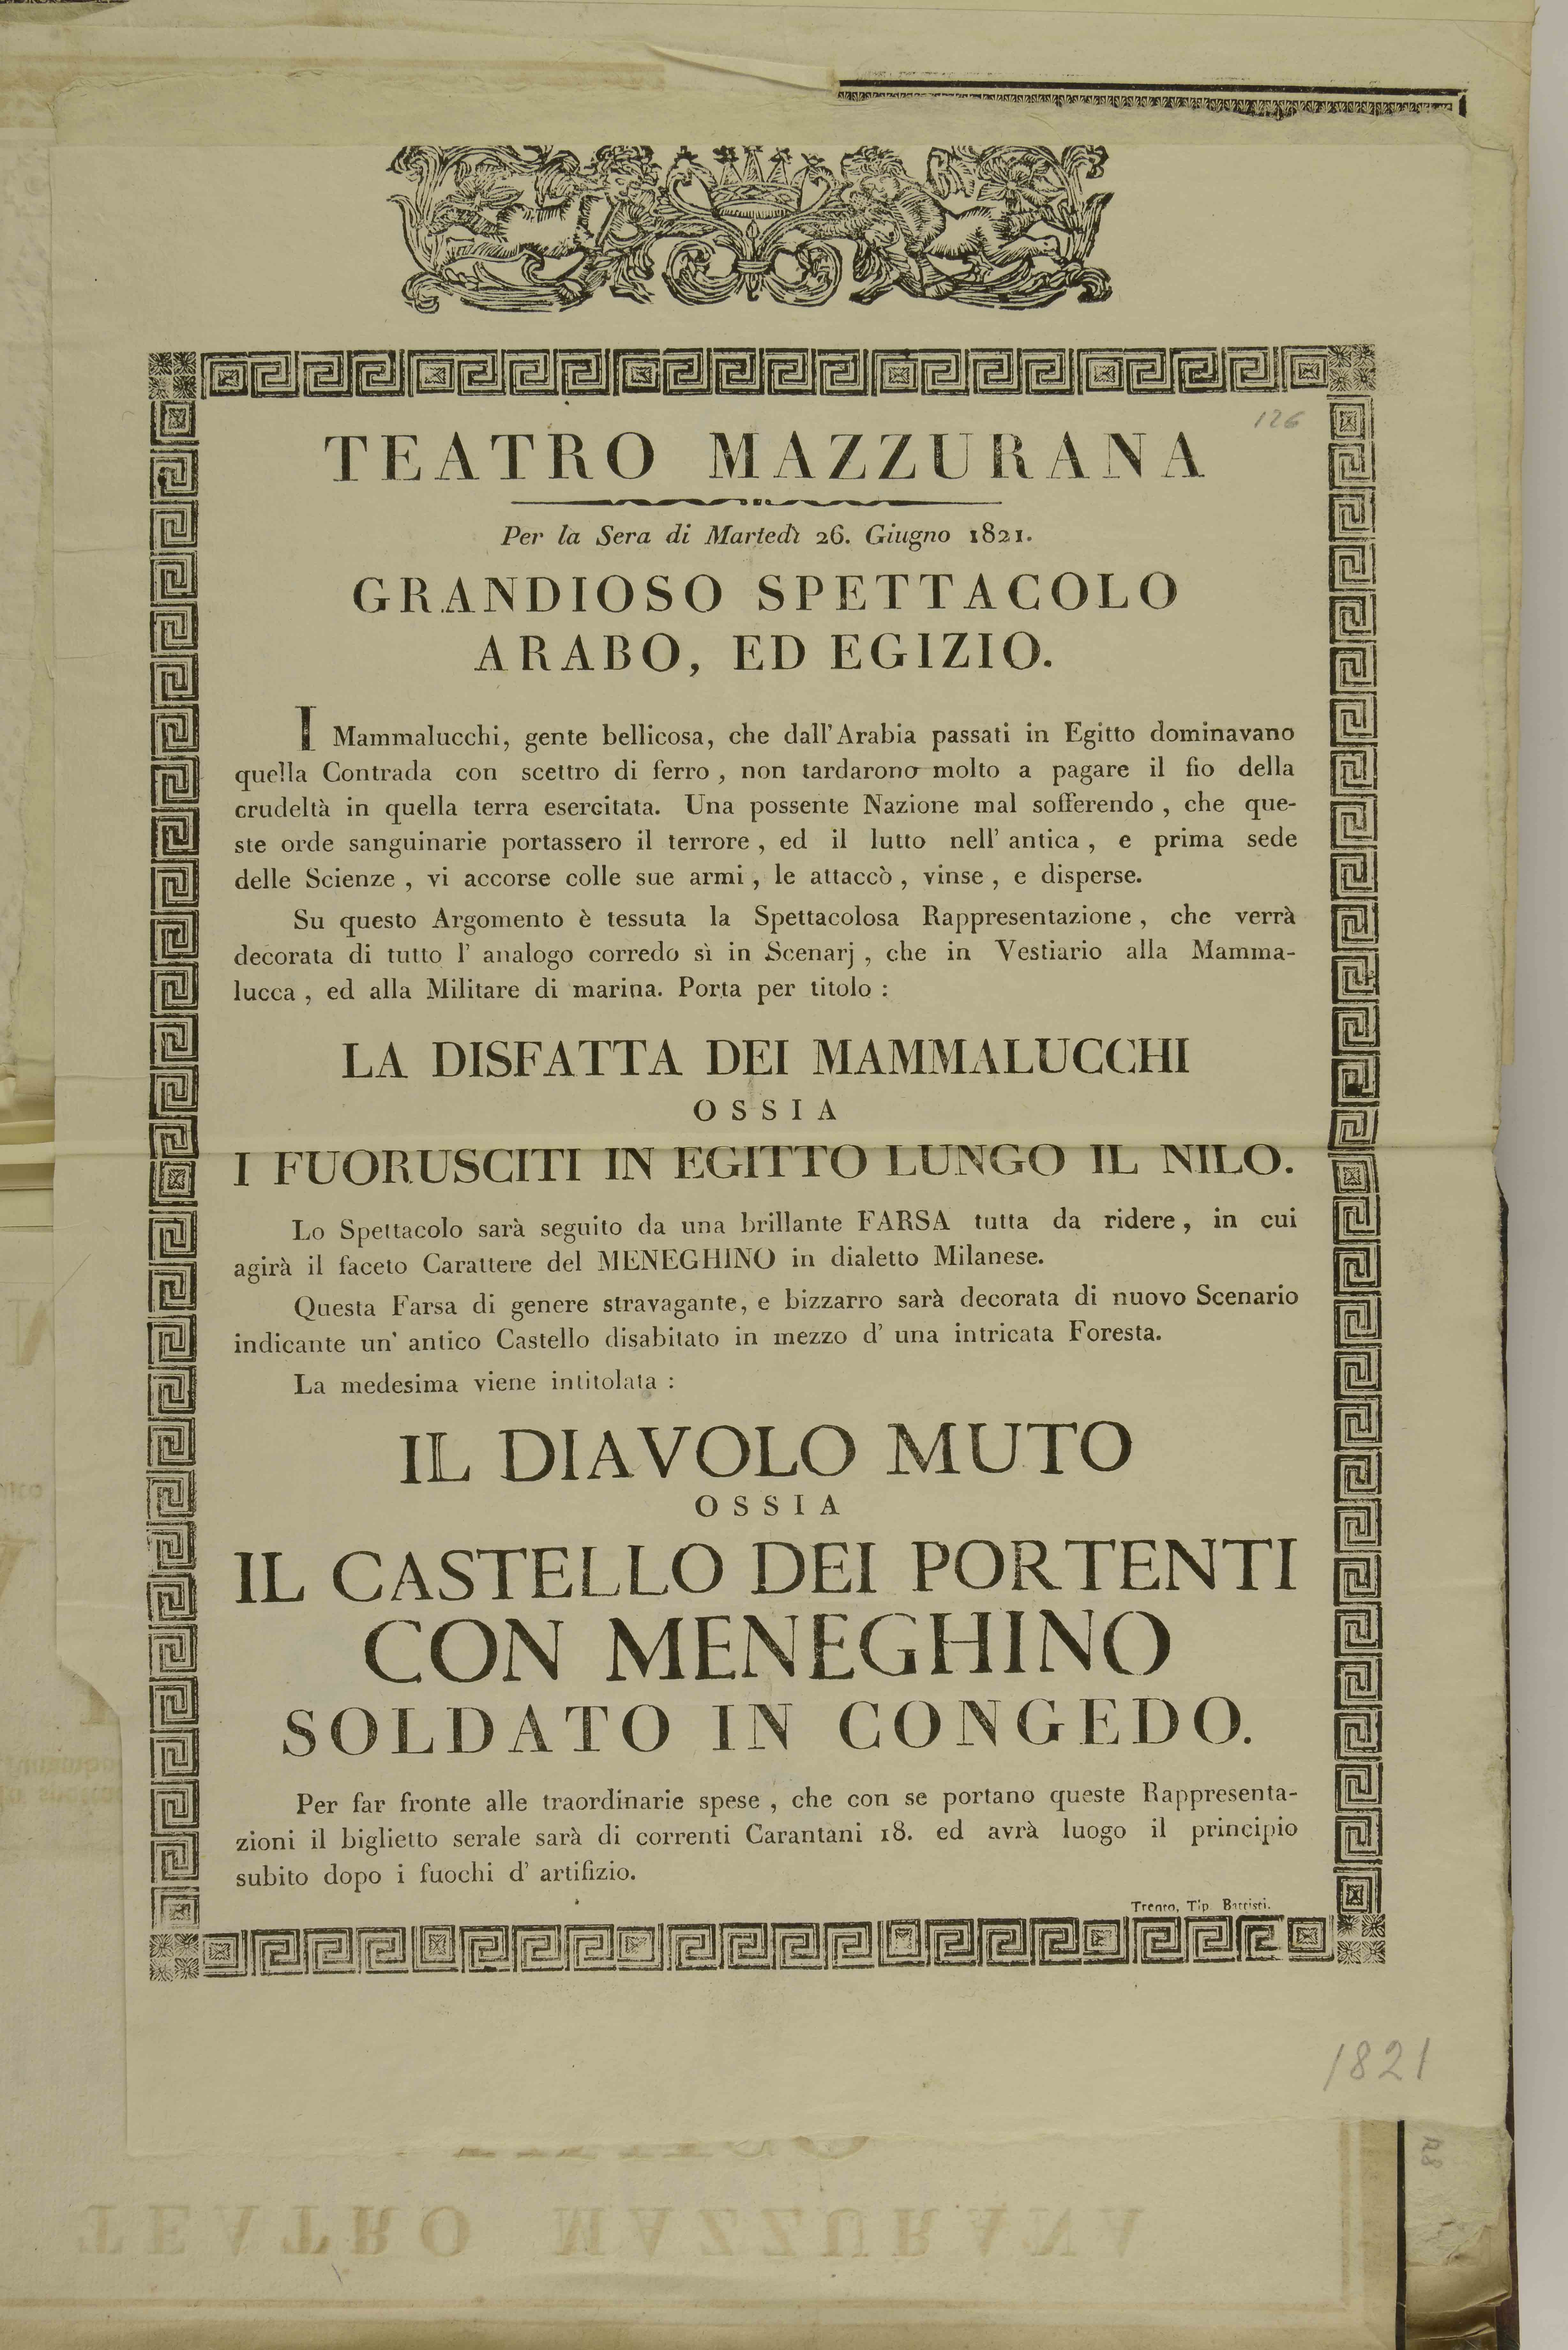 126
TEATRO MAZZURANA
Per la Sera di Martedì 26. Giugno 1821.
GRANDIOSO SPETTACOLO
ARABO, ED EGIZIO.
I Mammalucchi, gente bellicosa, che dall'Arabia passati in Egitto dominavano
quella Contrada con scettro di ferro, non tardarono molto a pagare il fio della
crudeltà in quella terra esercitata. Una possente Nazione mal sofferendo, che que-
ste orde sanguinarie portassero il terrore, ed il lutto nell' antica, e prima sede
delle Scienze, vi accorse colle sue armi, le attaccò, vinse, e disperse.
Su questo Argomento è tessuta la Spettacolosa Rappresentazione, che verrà
decorata di tutto l' analogo corredo sì in Scenarj, che in Vestiario alla Mamma-
lucca, ed alla Militare di marina. Porta per titolo:
LA DISFATTA DEI MAMMALUCCHI
OSSIA
I FUORUSCITI IN EGITTO LUNGO IL NILO.
Lo Spettacolo sarà seguito da una brillante FARSA tutta da ridere, in cui
agirà il faceto Carattere del MENEGHINO in dialetto Milanese.
Questa Farsa di genere stravagante, e bizzarro sarà decorata di nuovo Scenario
indicante un' antico Castello disabitato in mezzo d' una intricata Foresta.
La medesima viene intitolata:
IL DIAVOLO MUTO
OSSIA
IL CASTELLO DEI PORTENTI
CON MENEGHINO
SOLDATO IN CONGEDO.
Per far fronte alle traordinarie spese, che con se portano queste Rappresenta-
zioni il biglietto serale sarà di correnti Carantani 18. ed avrà luogo il principio
subito dopo i fuochi d' artifizio.
Trento, Tip. Battisti.
1821
TEATRO MAZZURANA